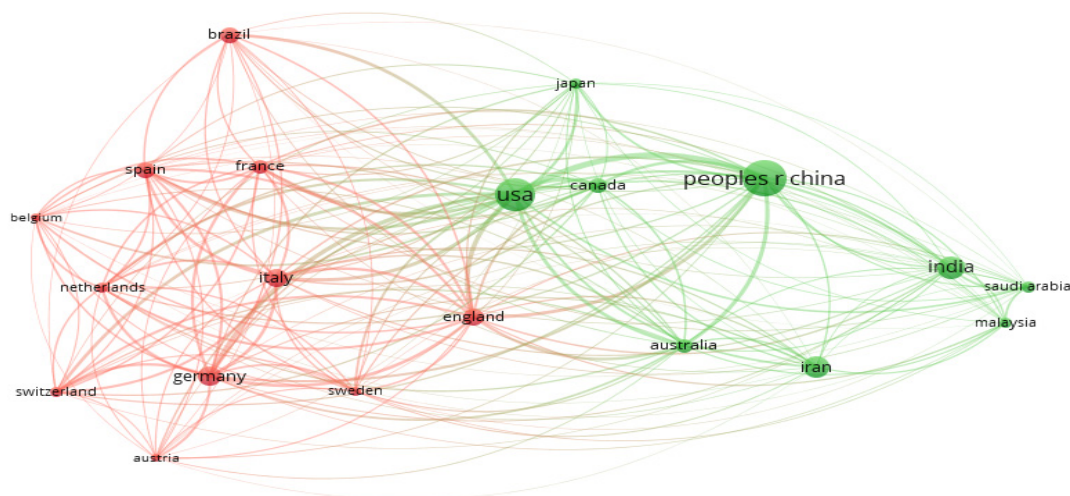 brazil
japan
spain
france
usa
canada
peoples r china
belgium
netherlands
italy
india
saudi arabia
england
malaysia
australia
switzerland
germany
sweden
iran
austria